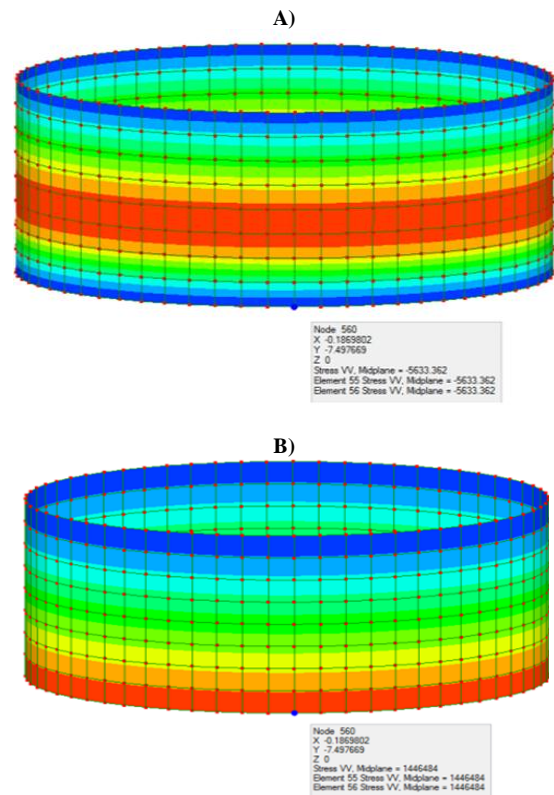 A)
Node 560
X -0.1869802
Y -7.497669
Z 0
Stress VV, Midplane = -5633.362
Element 55 Stress VV, Midplane = -5633.362
Element 56 Stress VV, Midplane = -5633.362
B)
Node 560
X -0.1869802
Y -7.497669
Z 0
Stress VV, Midplane = 1446484
Element 55 Stress VV, Midplane = 1446484
Element 56 Stress VV, Midplane = 1446484